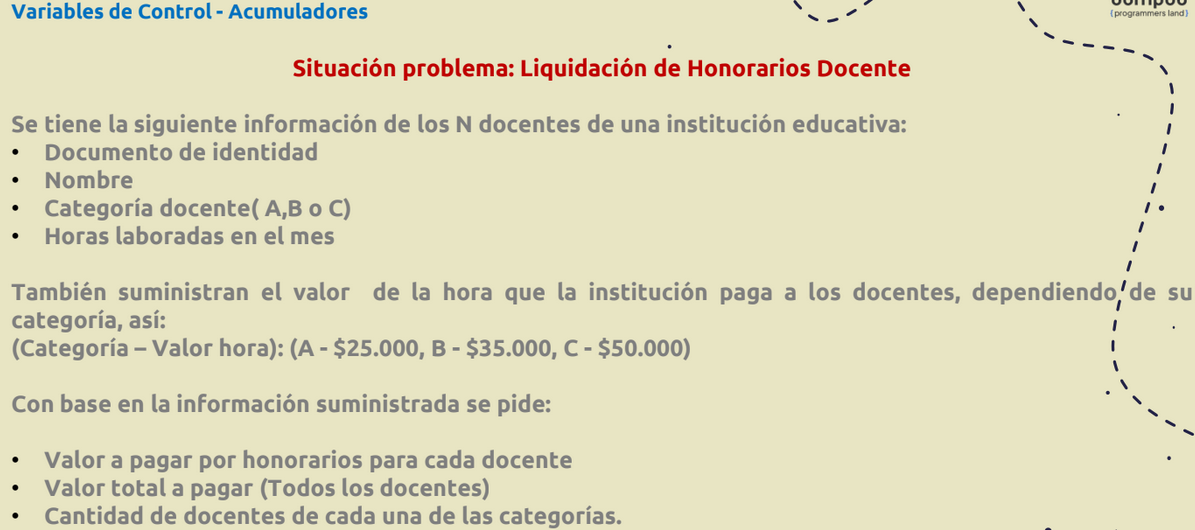 Variables de Control - Acumuladores
{programmers land}
Situación problema: Liquidación de Honorarios Docente
Se tiene la siguiente información de los N docentes de una institución educativa:
• Documento de identidad
• Nombre
• Categoría docente( A,B o C)
• Horas laboradas en el mes
También suministran el valor de la hora que la institución paga a los docentes, dependiendo de su
categoría, así:
(Categoría – Valor hora): (A - $25.000, B - $35.000, C - $50.000)
Con base en la información suministrada se pide:
• Valor a pagar por honorarios para cada docente
• Valor total a pagar (Todos los docentes)
• Cantidad de docentes de cada una de las categorías.